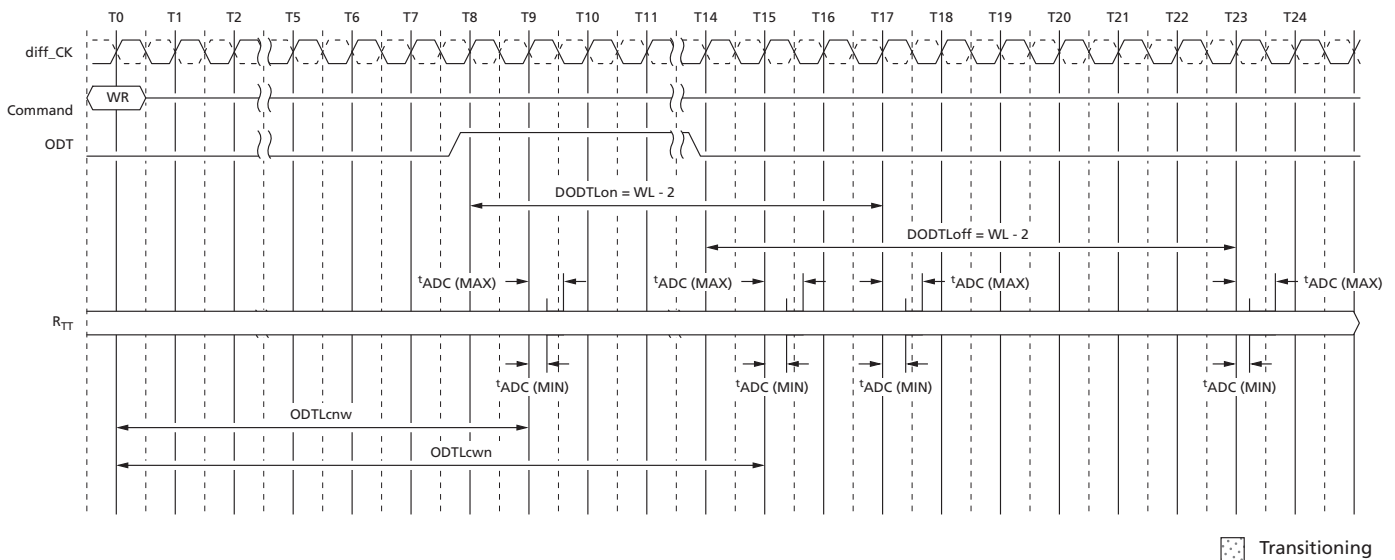 T0 T1 T2 T5 T6 T7 T8 T9 T10 T11 T14 T15 T16 T17 T18 T19 T20 T21 T22 T23 T24
diff_CK
WR
Command
ODT
DODTLon = WL - 2
DODTLoff = WL - 2
tADC (MAX) tADC (MAX) tADC (MAX) tADC (MAX)
RTT
tADC (MIN) tADC (MIN) tADC (MIN) tADC (MIN)
ODTLcnw
ODTLcwn
Transitioning